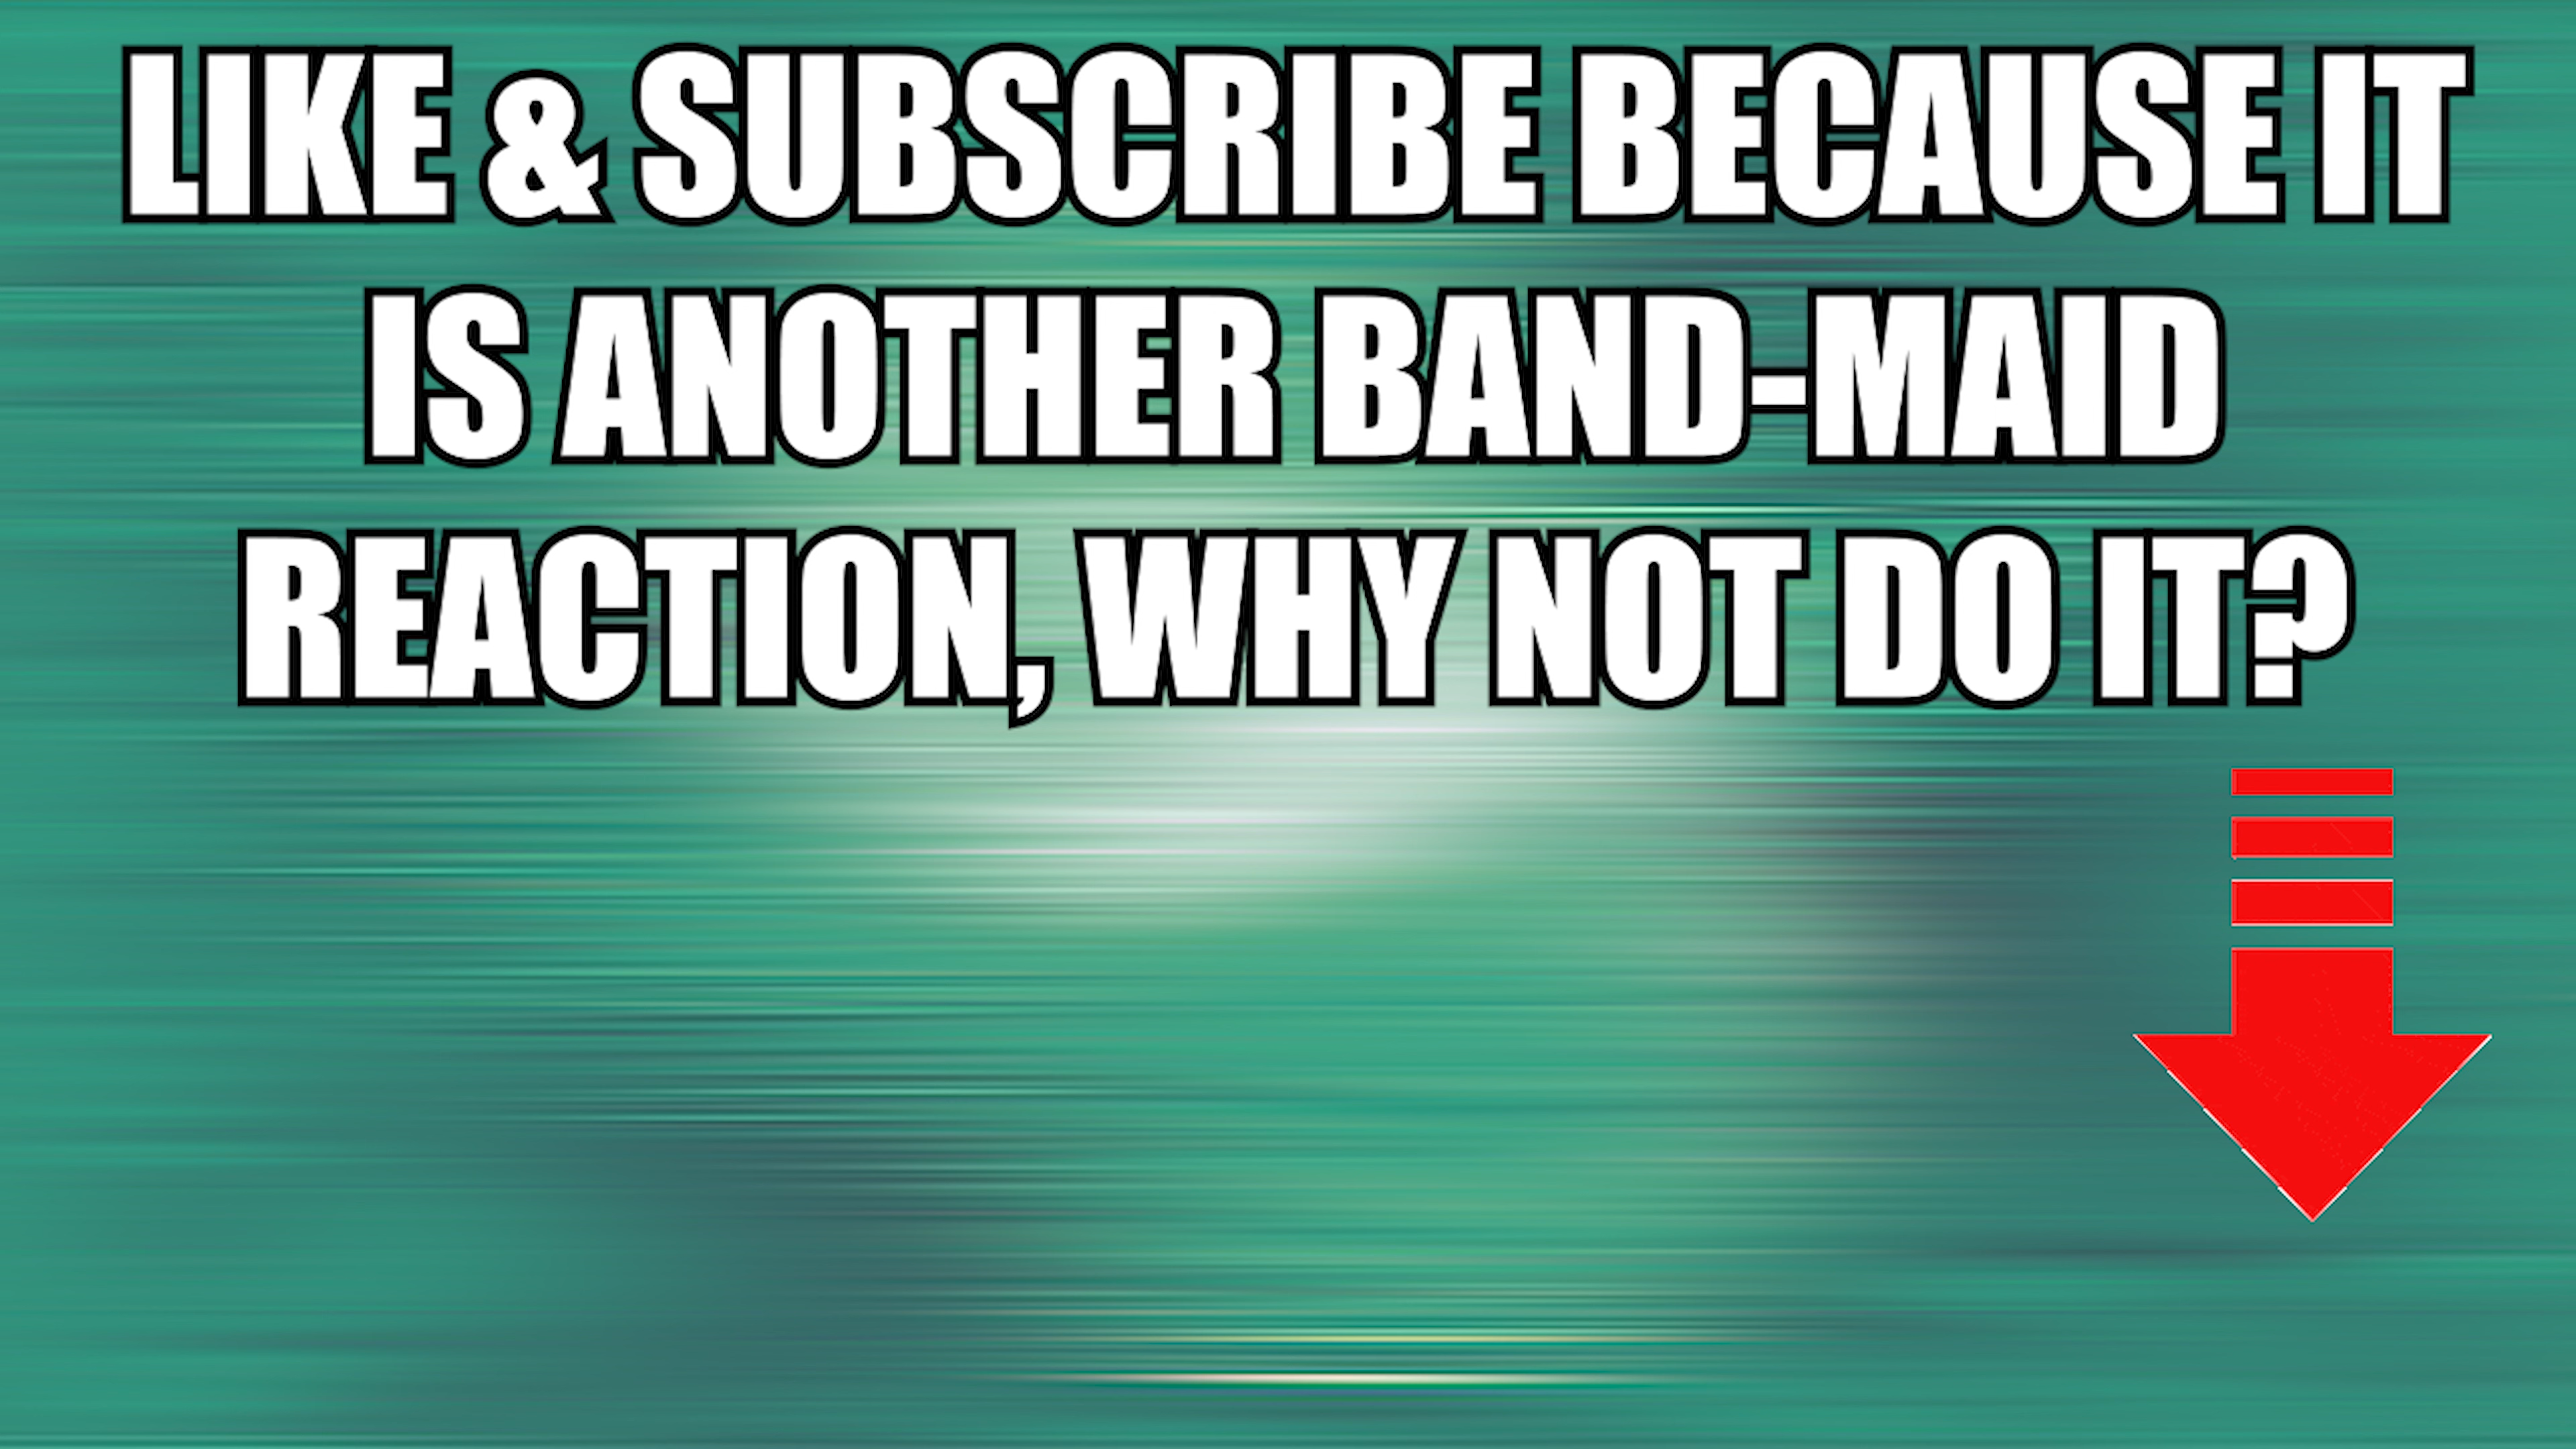 LIKE & SUBSCRIBE BECAUSE IT
IS ANOTHER BAND-MAID
REACTION, WHY NOT DO IT?